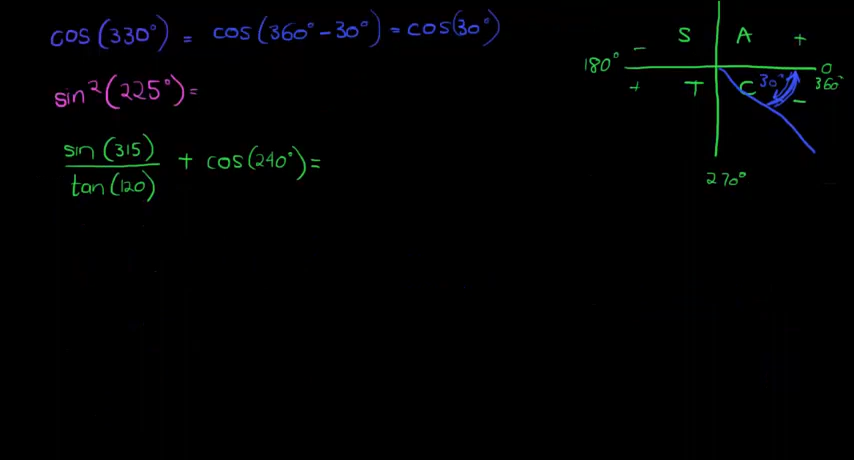 cos(330°) = cos(360°-30°) = cos(30°)
sin²(225°) =
sin(315)
tan(120)
+ cos(240°) =
S A +
180° - 0
+ T C 30° 360°
-
270°